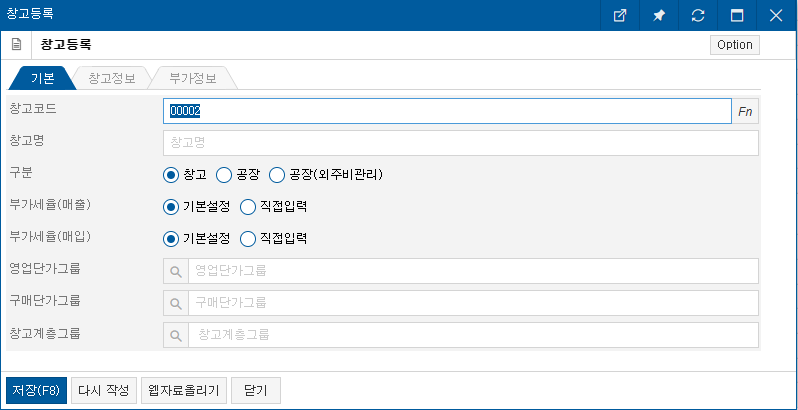 창고등록
창고등록 Option
기본 창고정보 부가정보
창고코드 00002 Fn
창고명 창고명
구분 창고 공장 공장(외주비관리)
부가세율(매출) 기본설정 직접입력
부가세율(매입) 기본설정 직접입력
영업단가그룹 영업단가그룹
구매단가그룹 구매단가그룹
창고계층그룹 창고계층그룹
저장(F8) 다시 작성 웹자료올리기 닫기